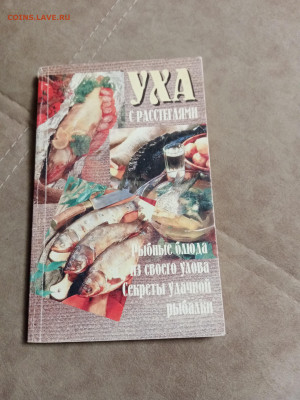 COINS.LAVE.RU
УХА
С РАССТЕГАЯМИ
Рыбные блюда
из своего улова
Секреты удачной
рыбалки